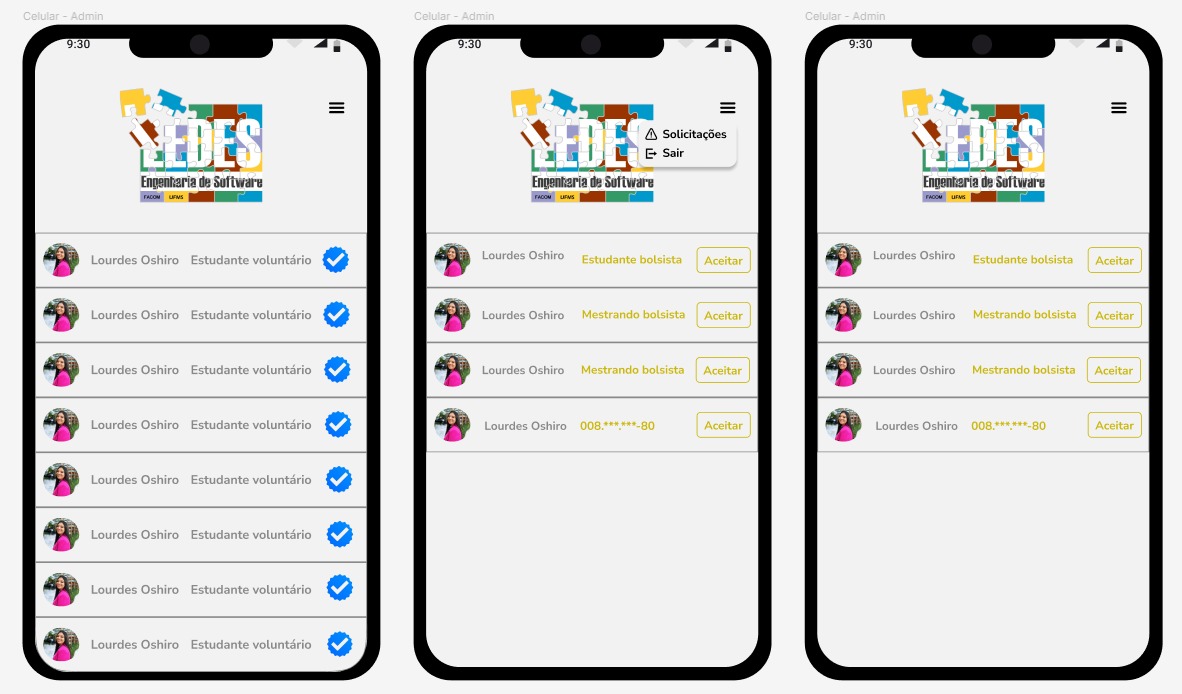 Celular - Admin
9:30
LEDES
Engenharia de Software
FACOM UFMS
Lourdes Oshiro Estudante voluntário
Lourdes Oshiro Estudante voluntário
Lourdes Oshiro Estudante voluntário
Lourdes Oshiro Estudante voluntário
Lourdes Oshiro Estudante voluntário
Lourdes Oshiro Estudante voluntário
Lourdes Oshiro Estudante voluntário
Lourdes Oshiro Estudante voluntário
Celular - Admin
9:30
LEDES
Solicitações
Sair
Engenharia de Software
FACOM UFMS
Lourdes Oshiro Estudante bolsista Aceitar
Lourdes Oshiro Mestrando bolsista Aceitar
Lourdes Oshiro Mestrando bolsista Aceitar
Lourdes Oshiro 008.***.***-80 Aceitar
Celular - Admin
9:30
LEDES
Engenharia de Software
FACOM UFMS
Lourdes Oshiro Estudante bolsista Aceitar
Lourdes Oshiro Mestrando bolsista Aceitar
Lourdes Oshiro Mestrando bolsista Aceitar
Lourdes Oshiro 008.***.***-80 Aceitar